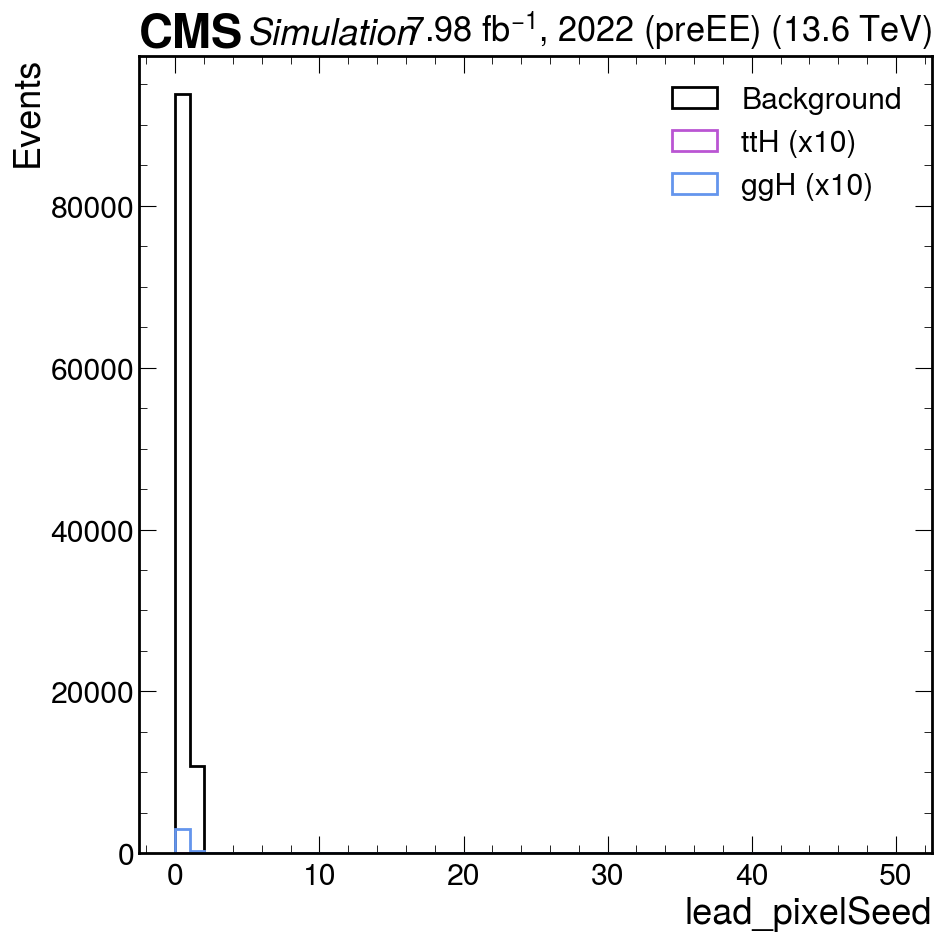 CMS Simulation 7.98 fb⁻¹, 2022 (preEE) (13.6 TeV)
Events
Background
ttH (x10)
ggH (x10)
80000
60000
40000
20000
0
0 10 20 30 40 50
lead_pixelSeed